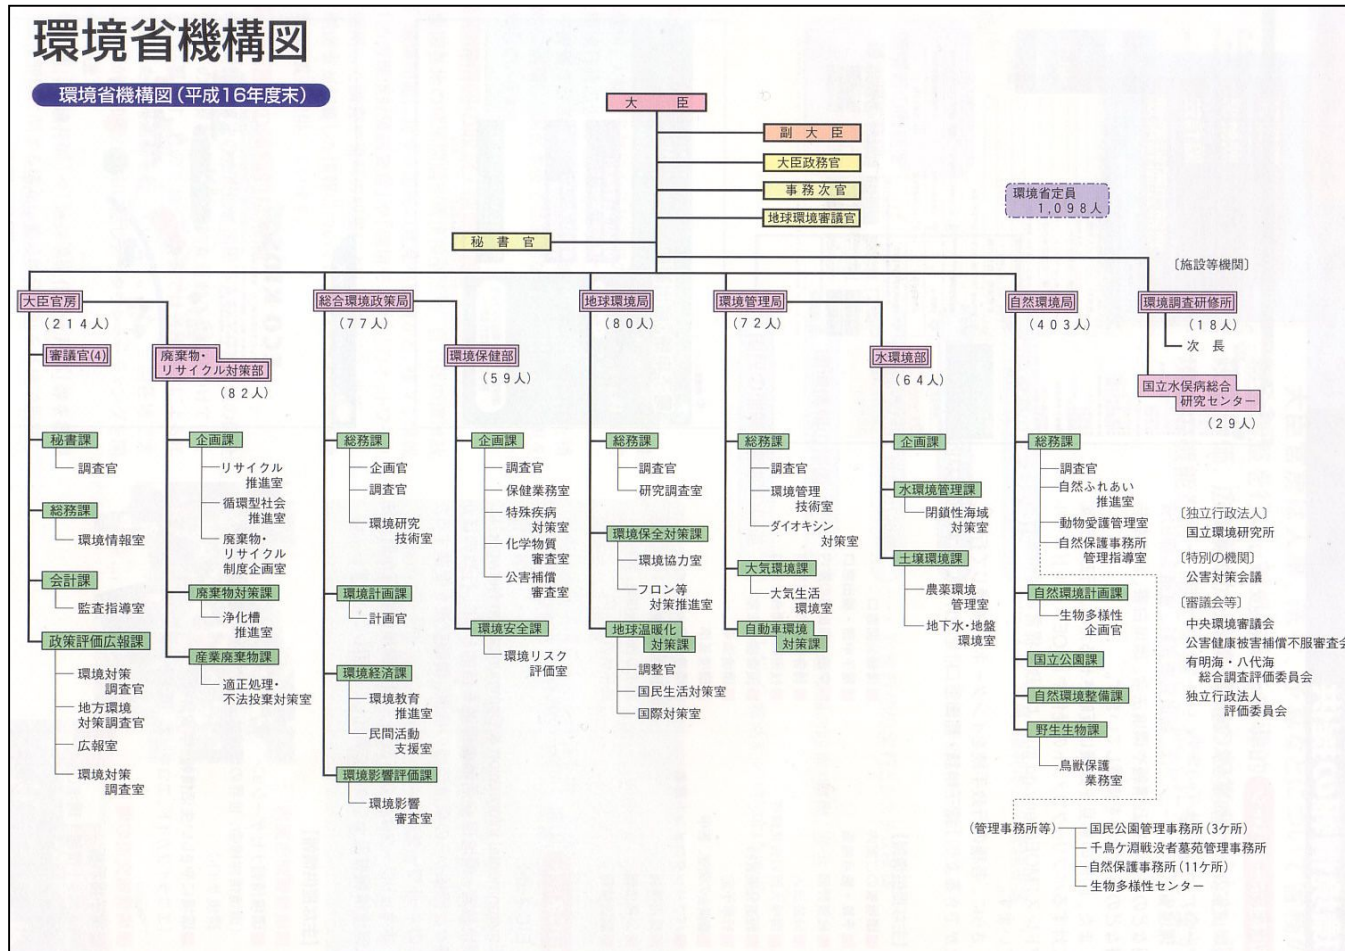 環境省機構図
環境省機構図(平成16年度末)
大臣
副大臣
大臣政務官
事務次官
地球環境審議官
秘書官
環境省定員
1,098人
大臣官房
(214人)
審議官(4)
廃棄物・
リサイクル対策部
(82人)
秘書課
調査官
総務課
環境情報室
会計課
監査指導室
政策評価広報課
環境対策
調査官
地方環境
対策調査官
広報室
環境対策
調査室
企画課
リサイクル
推進室
循環型社会
推進室
廃棄物・
リサイクル
制度企画室
廃棄物対策課
浄化槽
推進室
産業廃棄物課
適正処理・
不法投棄対策室
総合環境政策局
(77人)
環境保健部
(59人)
総務課
企画官
調査官
環境研究
技術室
環境計画課
計画官
環境経済課
環境教育
推進室
民間活動
支援室
環境影響評価課
環境影響
審査室
企画課
調査官
保健業務室
特殊疾病
対策室
化学物質
審査室
公害補償
審査室
環境安全課
環境リスク
評価室
地球環境局
(80人)
総務課
調査官
研究調査室
環境保全対策課
環境協力室
フロン等
対策推進室
地球温暖化
対策課
調整官
国民生活対策室
国際対策室
環境管理局
(72人)
水環境部
(64人)
総務課
調査官
環境管理
技術室
ダイオキシン
対策室
大気環境課
大気生活
環境室
自動車環境
対策課
企画課
水環境管理課
閉鎖性海域
対策室
土壌環境課
農薬環境
管理室
地下水・地盤
環境室
自然環境局
(403人)
総務課
調査官
自然ふれあい
推進室
動物愛護管理室
自然保護事務所
管理指導室
自然環境計画課
生物多様性
企画官
国立公園課
自然環境整備課
野生生物課
鳥獣保護
業務室
(管理事務所等)
国民公園管理事務所(3ケ所)
千鳥ケ淵戦没者墓苑管理事務所
自然保護事務所(11ケ所)
生物多様性センター
〔施設等機関〕
環境調査研修所
(18人)
次長
国立水俣病総合
研究センター
(29人)
〔独立行政法人〕
国立環境研究所
〔特別の機関〕
公害対策会議
〔審議会等〕
中央環境審議会
公害健康被害補償不服審査会
有明海・八代海
総合調査評価委員会
独立行政法人
評価委員会